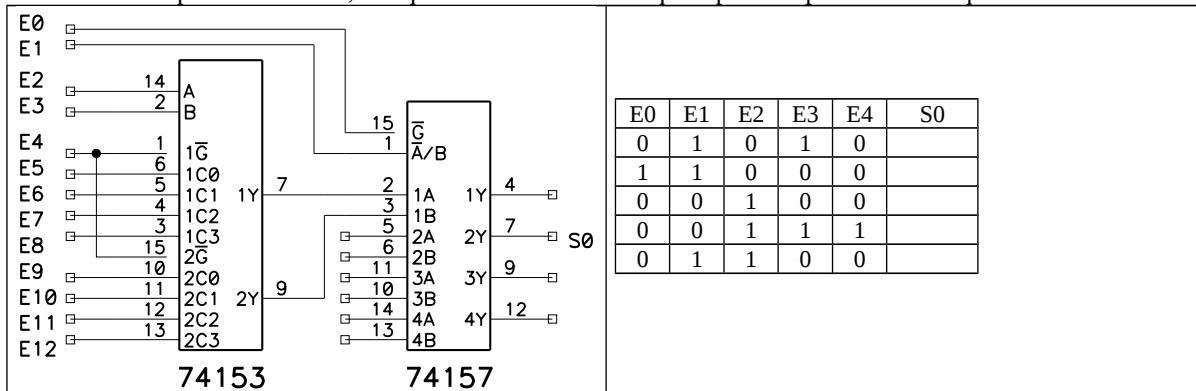 E0
E1
E2
E3
E4
E5
E6
E7
E8
E9
E10
E11
E12
14 A
2 B
1 1G
6 1C0
5 1C1 1Y 7
4 1C2
3 1C3
15 2G
10 2C0
11 2C1 2Y 9
12 2C2
13 2C3
74153
15 G
1 A/B
2 1A 1Y 4
3 1B
5 2A 2Y 7
6 2B
11 3A 3Y 9
10 3B
14 4A 4Y 12
13 4B
74157
S0
E0 E1 E2 E3 E4 S0
0 1 0 1 0
1 1 0 0 0
0 0 1 0 0
0 0 1 1 1
0 1 1 0 0